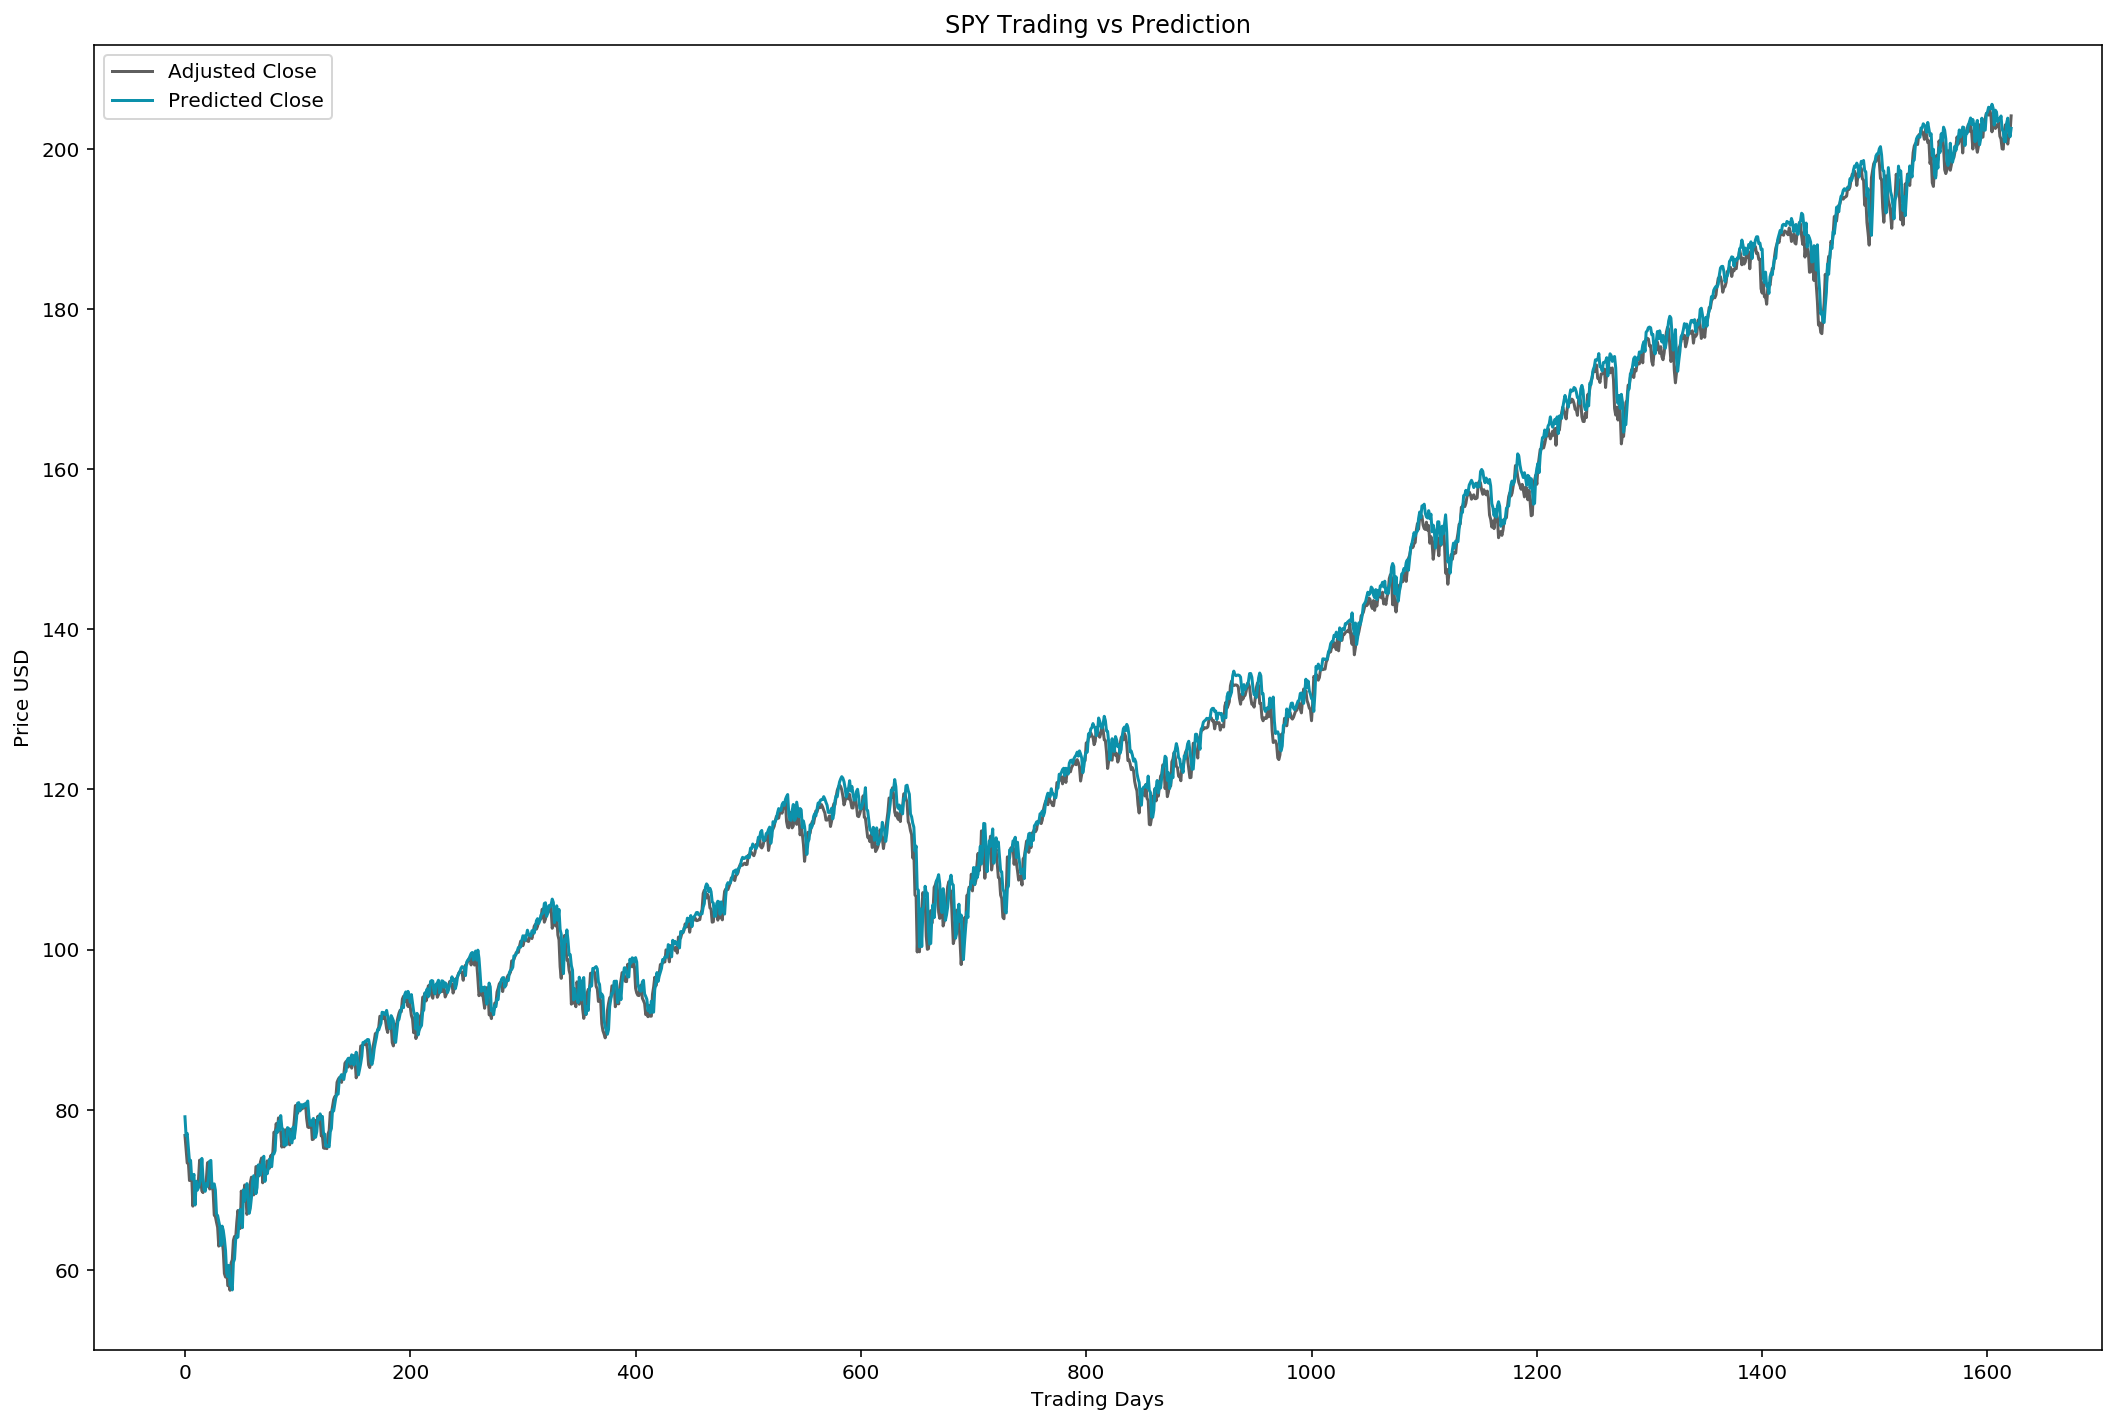 SPY Trading vs Prediction
Adjusted Close
Predicted Close
Price USD
200
180
160
140
120
100
80
60
0 200 400 600 800 1000 1200 1400 1600
Trading Days